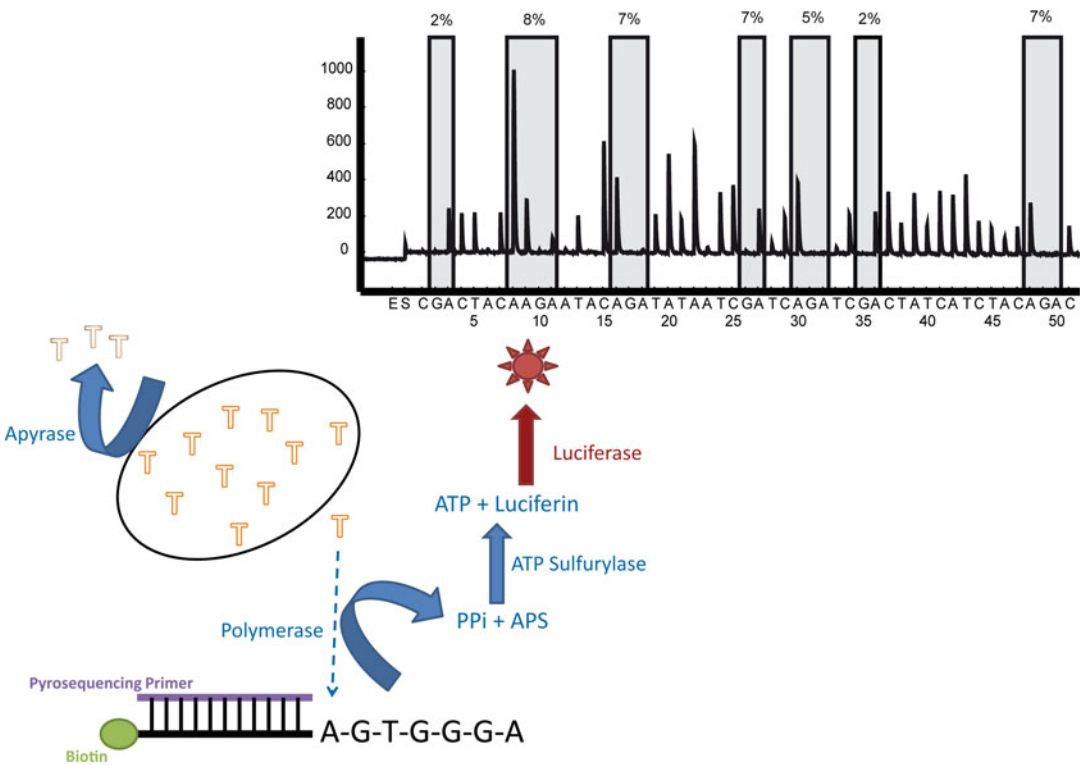 2% 8% 7% 7% 5% 2% 7%
1000
800
600
400
200
0
E S C G A C T A C A A G A A T A C A G A T A T A A T C G A T C A G A T C G A C T A T C A T C T A C A G A C
5 10 15 20 25 30 35 40 45 50
T T T
Apyrase
T T T
T T
T T
T T
T T
Luciferase
ATP + Luciferin
ATP Sulfurylase
PPi + APS
Polymerase
Pyrosequencing Primer
A-G-T-G-G-G-A
Biotin